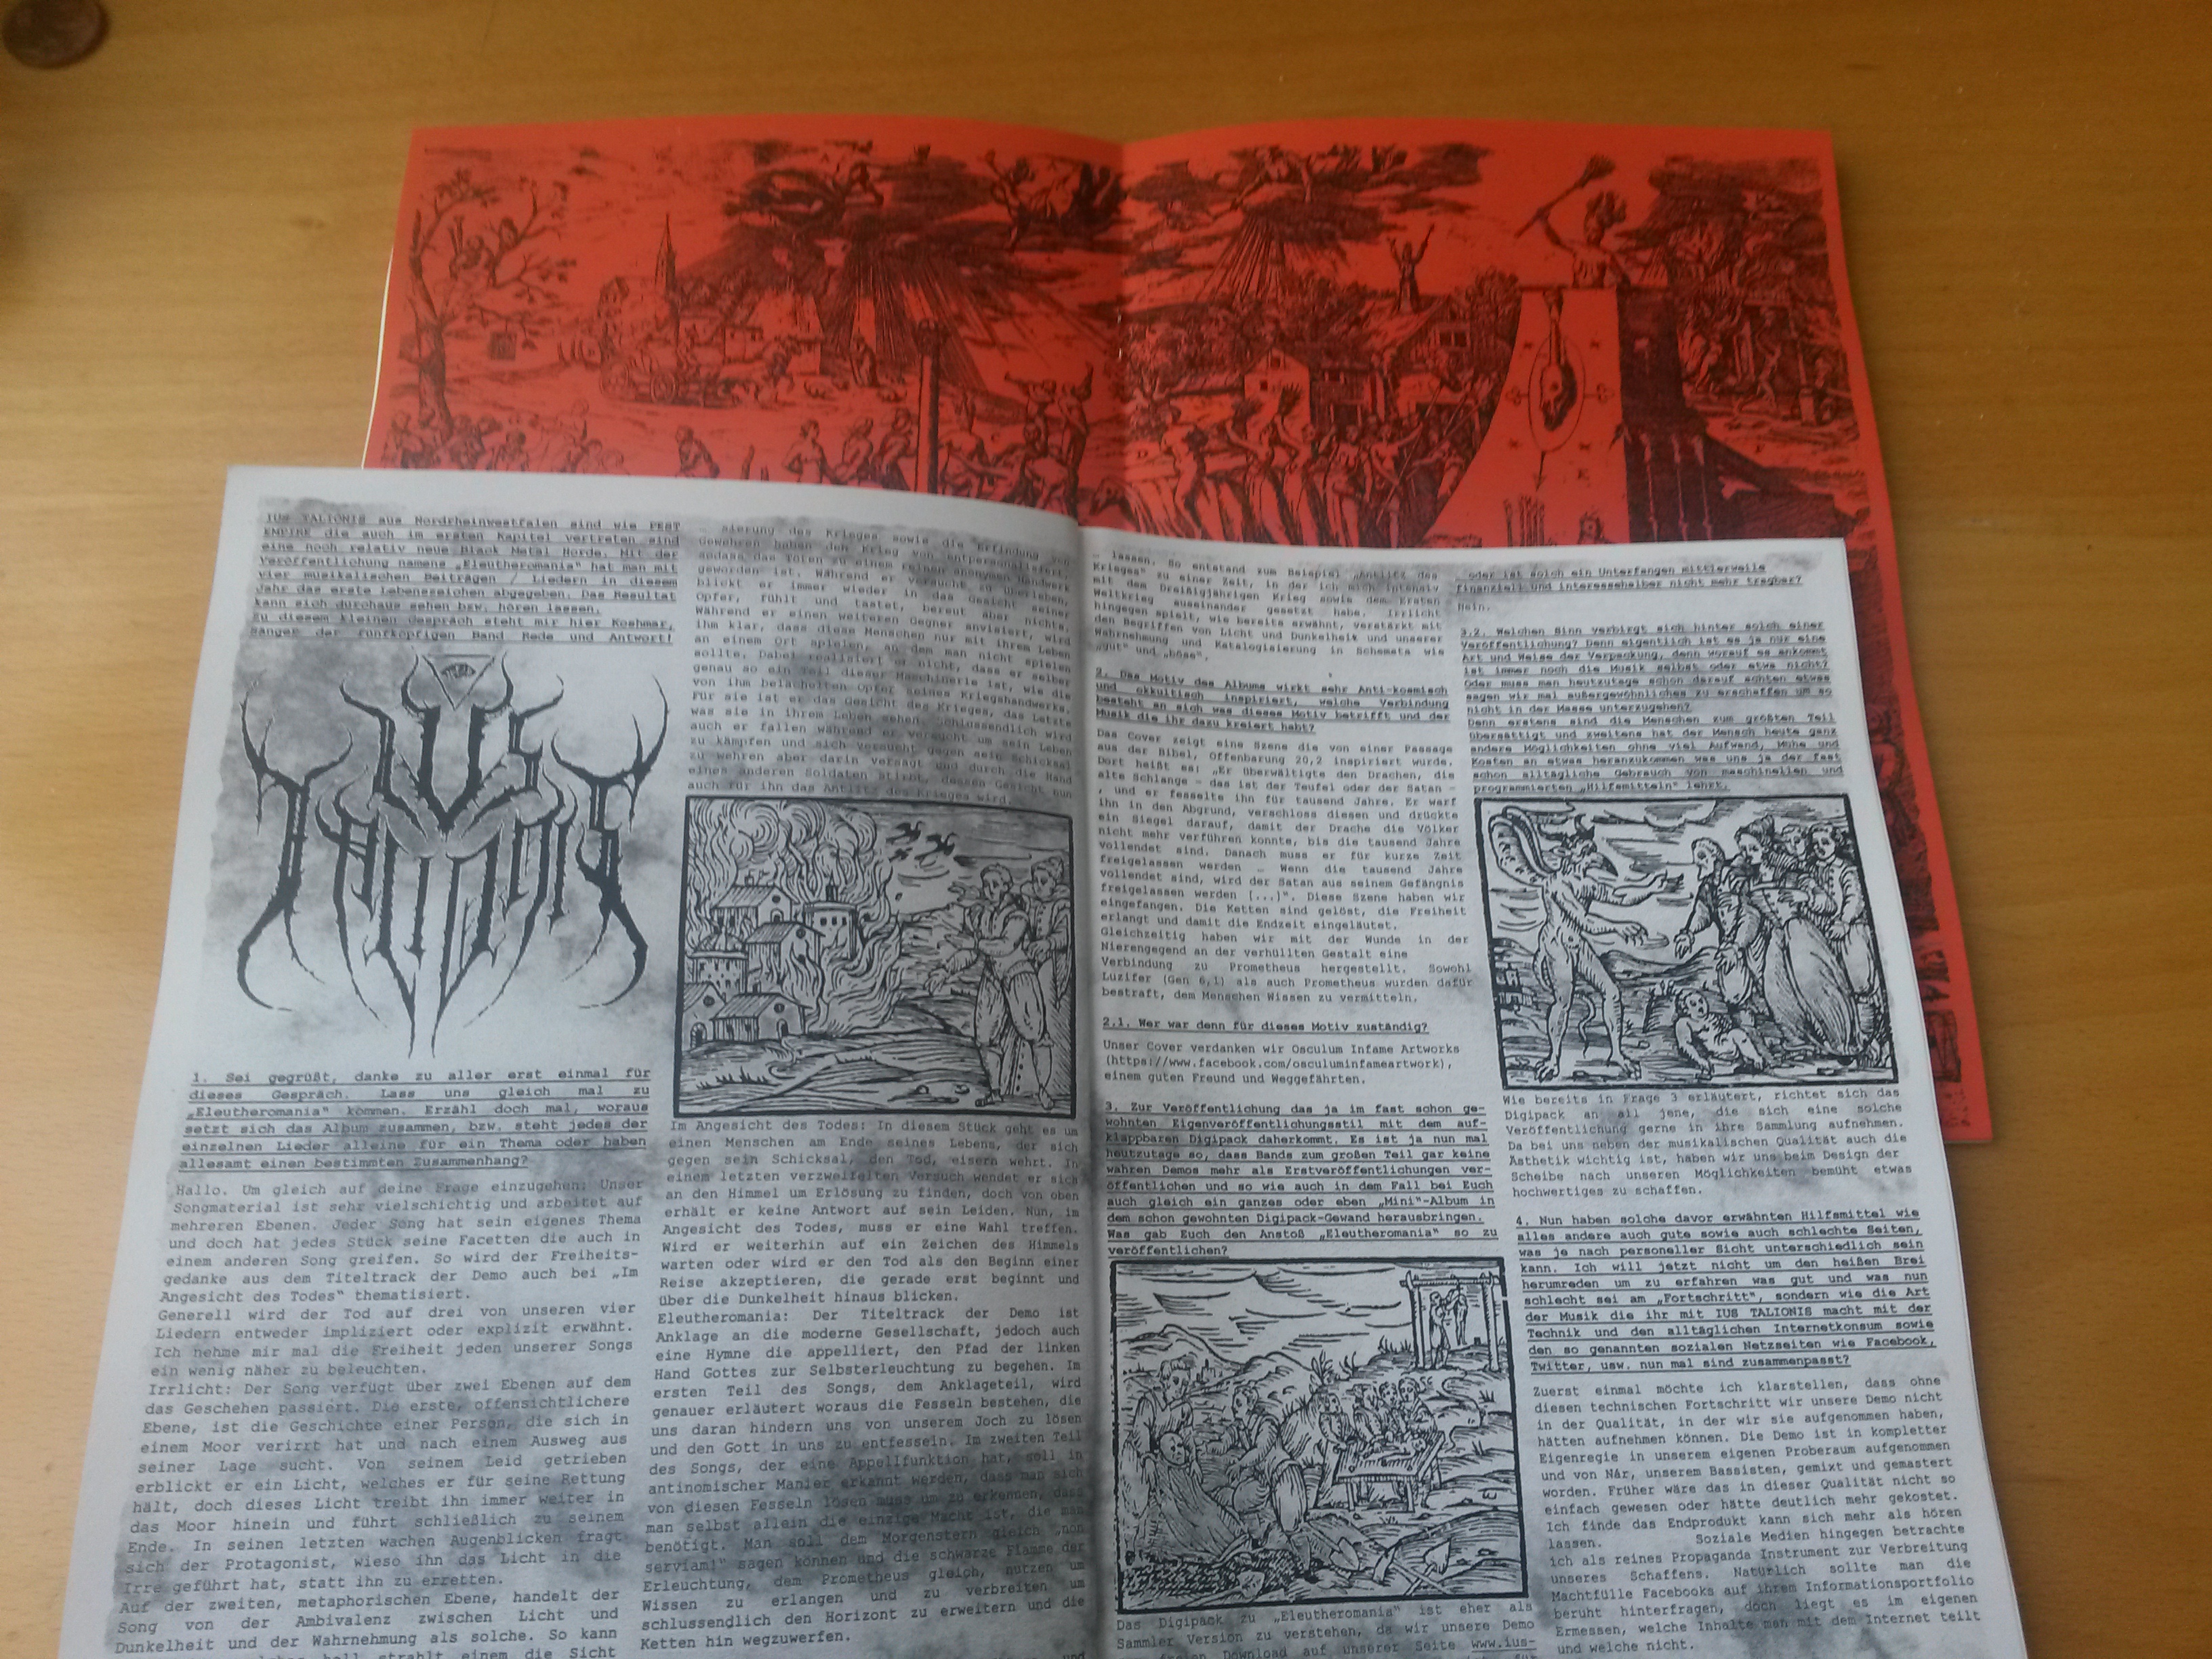 IUS TALIONIS aus Nordrheinwestfalen sind wie PEST
EMPIRE die auch im ersten Kapitel vertreten sind
eine noch relativ neue Black Metal Horde. Mit der
Veröffentlichung namens „Eleutheromania“ hat man mit
vier musikalischen Beiträgen / Liedern in diesem
Jahr das erste Lebenszeichen abgegeben. Das Resultat
kann sich durchaus sehen bzw. hören lassen.
Zu diesem kleinen Gespräch steht mir hier Koshmar,
Sänger der fünfköpfigen Band Rede und Antwort!
IUS
TALIONIS
1. Sei gegrüßt, danke zu aller erst einmal für
dieses Gespräch. Lass uns gleich mal zu
„Eleutheromania“ kommen. Erzähl doch mal, woraus
setzt sich das Album zusammen, bzw. steht jedes der
einzelnen Lieder alleine für ein Thema oder haben
allesamt einen bestimmten Zusammenhang?
Hallo. Um gleich auf deine Frage einzugehen: Unser
Songmaterial ist sehr vielschichtig und arbeitet auf
mehreren Ebenen. Jeder Song hat sein eigenes Thema
und doch hat jedes Stück seine Facetten die auch in
einem anderen Song greifen. So wird der Freiheits-
gedanke aus dem Titeltrack der Demo auch bei „Im
Angesicht des Todes“ thematisiert.
Generell wird der Tod auf drei von unseren vier
Liedern entweder impliziert oder explizit erwähnt.
Ich nehme mir mal die Freiheit jeden unserer Songs
ein wenig näher zu beleuchten.
Irrlicht: Der Song verfügt über zwei Ebenen auf dem
das Geschehen passiert. Die erste, offensichtlichere
Ebene, ist die Geschichte einer Person, die sich in
einem Moor verirrt hat und nach einem Ausweg aus
seiner Lage sucht. Von seinem Leid getrieben
erblickt er ein Licht, welches er für seine Rettung
hält, doch dieses Licht treibt ihn immer weiter in
das Moor hinein und führt schließlich zu seinem
Ende. In seinen letzten wachen Augenblicken fragt
sich der Protagonist, wieso ihn das Licht in die
Irre geführt hat, statt ihn zu erretten.
Auf der zweiten, metaphorischen Ebene, handelt der
Song von der Ambivalenz zwischen Licht und
Dunkelheit und der Wahrnehmung als solche. So kann
hell strahlt einem die Sicht
sierung des Krieges sowie die Erfindung von
Gewehren haben den Krieg von entpersonalisiert,
sodass das Töten zu einem reinen anonymen Handwerk
geworden ist. Während er versucht zu überleben,
blickt er immer wieder in das Gesicht seiner
Opfer, fühlt und tastet, bereut aber nichts.
Während er einen weiteren Gegner anvisiert, wird
ihm klar, dass diese Menschen nur mit ihrem Leben
an einem Ort spielen, an dem man nicht spielen
sollte. Dabei realisiert er nicht, dass er selber
genau so ein Teil dieser Maschinerie ist, wie die
von ihm belächelten Opfer seines Kriegshandwerks.
Für sie ist er das Gesicht des Krieges, das Letzte
was sie in ihrem Leben sehen. Schlussendlich wird
auch er fallen während er versucht um sein Leben
zu kämpfen und sich versucht gegen sein Schicksal
zu wehren aber darin versagt und durch die Hand
eines anderen Soldaten stirbt, dessen Gesicht nun
auch für ihn das Antlitz des Krieges wird.
Im Angesicht des Todes: In diesem Stück geht es um
einen Menschen am Ende seines Lebens, der sich
gegen sein Schicksal, den Tod, eisern wehrt. In
einem letzten verzweifelten Versuch wendet er sich
an den Himmel um Erlösung zu finden, doch von oben
erhält er keine Antwort auf sein Leiden. Nun, im
Angesicht des Todes, muss er eine Wahl treffen.
Wird er weiterhin auf ein Zeichen des Himmels
warten oder wird er den Tod als den Beginn einer
Reise akzeptieren, die gerade erst beginnt und
über die Dunkelheit hinaus blicken.
Eleutheromania: Der Titeltrack der Demo ist
Anklage an die moderne Gesellschaft, jedoch auch
eine Hymne die appelliert, den Pfad der linken
Hand Gottes zur Selbsterleuchtung zu begehen. Im
ersten Teil des Songs, dem Anklageteil, wird
genauer erläutert woraus die Fesseln bestehen, die
uns daran hindern uns von unserem Joch zu lösen
und den Gott in uns zu entfesseln. Im zweiten Teil
des Songs, der eine Appellfunktion hat, soll in
antinomischer Manier erkannt werden, dass man sich
von diesen Fesseln lösen muss um zu erkennen, dass
man selbst allein die einzige Macht ist, die man
benötigt. Man soll dem Morgenstern gleich „non
serviam!“ sagen können und die schwarze Flamme der
Erleuchtung, dem Prometheus gleich, nutzen um
Wissen zu erlangen und zu verbreiten um
schlussendlich den Horizont zu erweitern und die
Ketten hin wegzuwerfen.
und
lassen. So entstand zum Beispiel „Antlitz des
Krieges“ zu einer Zeit, in der ich mich intensiv
mit dem Dreißigjährigen Krieg sowie dem Ersten
Weltkrieg auseinander gesetzt habe. Irrlicht
hingegen spielt, wie bereits erwähnt, verstärkt mit
den Begriffen von Licht und Dunkelheit und unserer
Wahrnehmung und Katalogisierung in Schemata wie
„gut“ und „böse“.
2. Das Motiv des Albums wirkt sehr Anti-kosmisch
und okkultisch inspiriert, welche Verbindung
besteht an sich was dieses Motiv betrifft und der
Musik die ihr dazu kreiert habt?
Das Cover zeigt eine Szene die von einer Passage
aus der Bibel, Offenbarung 20,2 inspiriert wurde.
Dort heißt es: „Er überwältigte den Drachen, die
alte Schlange – das ist der Teufel oder der Satan –
, und er fesselte ihn für tausend Jahre. Er warf
ihn in den Abgrund, verschloss diesen und drückte
ein Siegel darauf, damit der Drache die Völker
nicht mehr verführen konnte, bis die tausend Jahre
vollendet sind. Danach muss er für kurze Zeit
freigelassen werden – Wenn die tausend Jahre
vollendet sind, wird der Satan aus seinem Gefängnis
freigelassen werden [...]“. Diese Szene haben wir
eingefangen. Die Ketten sind gelöst, die Freiheit
erlangt und damit die Endzeit eingeläutet.
Gleichzeitig haben wir mit der Wunde in der
Nierengegend an der verhüllten Gestalt eine
Verbindung zu Prometheus hergestellt. Sowohl
Luzifer (Gen 6,1) als auch Prometheus wurden dafür
bestraft, dem Menschen Wissen zu vermitteln.
2.1. Wer war denn für dieses Motiv zuständig?
Unser Cover verdanken wir Osculum Infame Artworks
(https://www.facebook.com/osculuminfameartwork),
einem guten Freund und Weggefährten.
3. Zur Veröffentlichung das ja im fast schon ge-
wohnten Eigenveröffentlichungsstil mit dem auf-
klappbaren Digipack daherkommt. Es ist ja nun mal
heutzutage so, dass Bands zum großen Teil gar keine
wahren Demos mehr als Erstveröffentlichungen ver-
öffentlichen und so wie auch in dem Fall bei Euch
auch gleich ein ganzes oder eben „Mini“-Album in
dem schon gewohnten Digipack-Gewand herausbringen.
Was gab Euch den Anstoß „Eleutheromania“ so zu
veröffentlichen?
Das Digipack zu „Eleutheromania“ ist eher als
Sammler Version zu verstehen, da wir unsere Demo
freien Download auf unserer Seite www.ius-
oder ist solch ein Unterfangen mittlerweile
finanziell und interessehalber nicht mehr tragbar?
Nein.
3.2. Welchen Sinn verbirgt sich hinter solch einer
Veröffentlichung? Denn eigentlich ist es ja nur eine
Art und Weise der Verpackung, denn worauf es ankommt
ist immer noch die Musik selbst oder etwa nicht?
Oder muss man heutzutage schon darauf achten etwas
sagen wir mal außergewöhnliches zu erschaffen um so
nicht in der Masse unterzugehen?
Denn erstens sind die Menschen zum größten Teil
übersättigt und zweitens hat der Mensch heute ganz
andere Möglichkeiten ohne viel Aufwand, Mühe und
Kosten an etwas heranzukommen was uns ja der fast
schon alltägliche Gebrauch von maschinellen und
programmierten „Hilfsmitteln“ lehrt.
Wie bereits in Frage 3 erläutert, richtet sich das
Digipack an all jene, die sich eine solche
Veröffentlichung gerne in ihre Sammlung aufnehmen.
Da bei uns neben der musikalischen Qualität auch die
Ästhetik wichtig ist, haben wir uns beim Design der
Scheibe nach unseren Möglichkeiten bemüht etwas
hochwertiges zu schaffen.
4. Nun haben solche davor erwähnten Hilfsmittel wie
alles andere auch gute sowie auch schlechte Seiten,
was je nach personeller Sicht unterschiedlich sein
kann. Ich will jetzt nicht um den heißen Brei
herumreden um zu erfahren was gut und was nun
schlecht sei am „Fortschritt“, sondern wie die Art
der Musik die ihr mit IUS TALIONIS macht mit der
Technik und den alltäglichen Internetkonsum sowie
den so genannten sozialen Netzseiten wie Facebook,
Twitter, usw. nun mal sind zusammenpasst?
Zuerst einmal möchte ich klarstellen, dass ohne
diesen technischen Fortschritt wir unsere Demo nicht
in der Qualität, in der wir sie aufgenommen haben,
hätten aufnehmen können. Die Demo ist in kompletter
Eigenregie in unserem eigenen Proberaum aufgenommen
und von Når, unserem Bassisten, gemixt und gemastert
worden. Früher wäre das in dieser Qualität nicht so
einfach gewesen oder hätte deutlich mehr gekostet.
Ich finde das Endprodukt kann sich mehr als hören
lassen. Soziale Medien hingegen betrachte
ich als reines Propaganda Instrument zur Verbreitung
unseres Schaffens. Natürlich sollte man die
Machtfülle Facebooks auf ihrem Informationsportfolio
beruht hinterfragen, doch liegt es im eigenen
Ermessen, welche Inhalte man mit dem Internet teilt
und welche nicht.